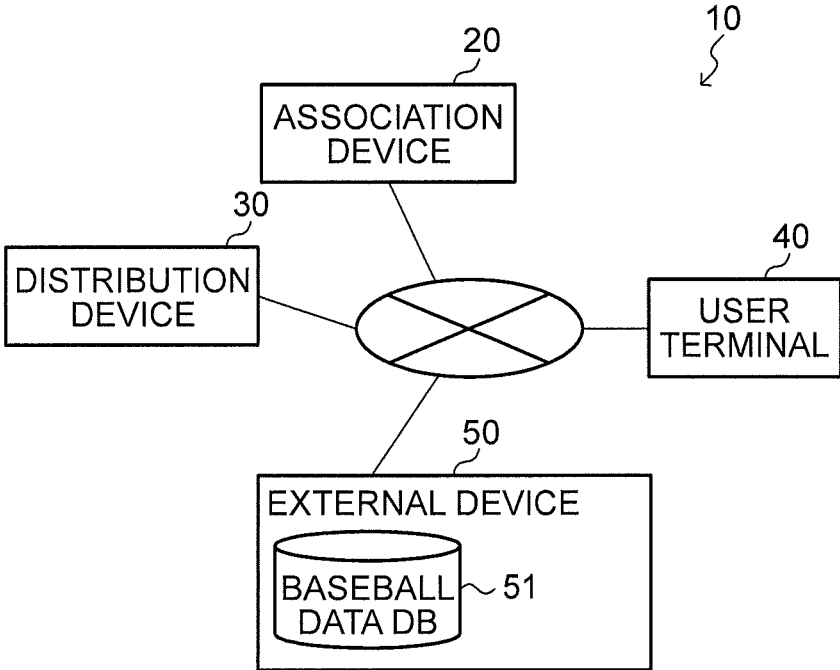 10
20
ASSOCIATION
DEVICE
30
DISTRIBUTION
DEVICE
40
USER
TERMINAL
50
EXTERNAL DEVICE
BASEBALL
DATA DB
51